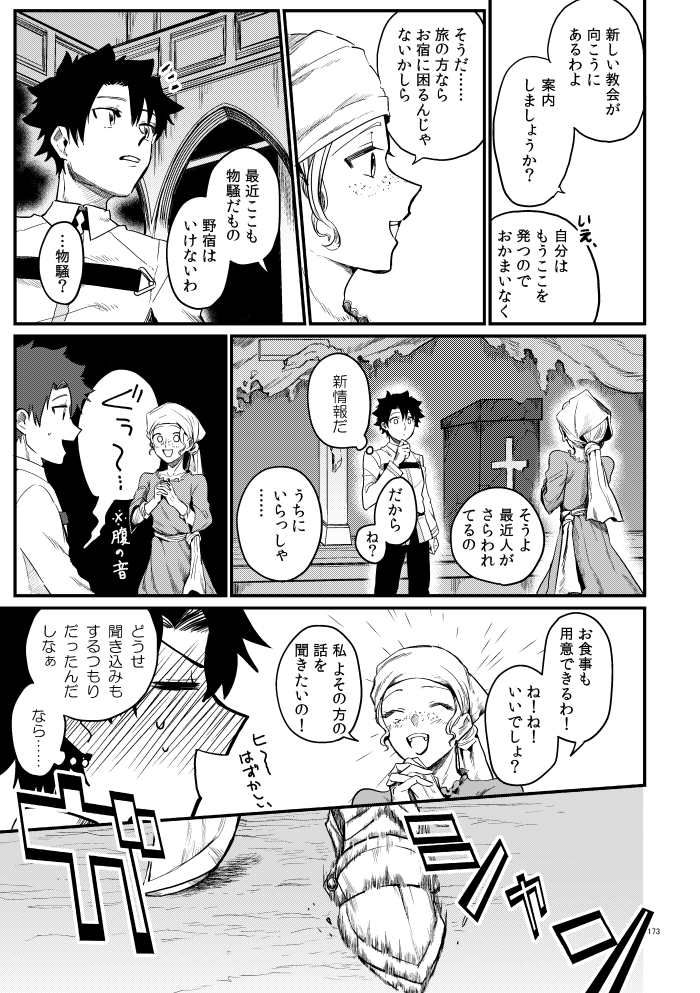 新しい教会が
向こうに
あるわよ
案内
しましょうか?
いえ、
自分は
もうここを
発つので
おかまいなく
そうだ……
旅の方なら
お宿に困るんじゃ
ないかしら
最近ここも
物騒だもの
野宿は
いけないわ
…物騒?
そうよ
最近人が
さらわれ
てるの
新情報だ
だから
ね?
うちに
いらっしゃ
……
ぐぅ〜…
※腹の音
お食事も
用意できるわ!
ね!ね!
いいでしょ?
私よその方の
話を
聞きたいの!
ヒ〜
はずかしい
どうせ
聞き込みも
するつもり
だったんだ
しなぁ
なら……
ガシャン
ガシャ
173